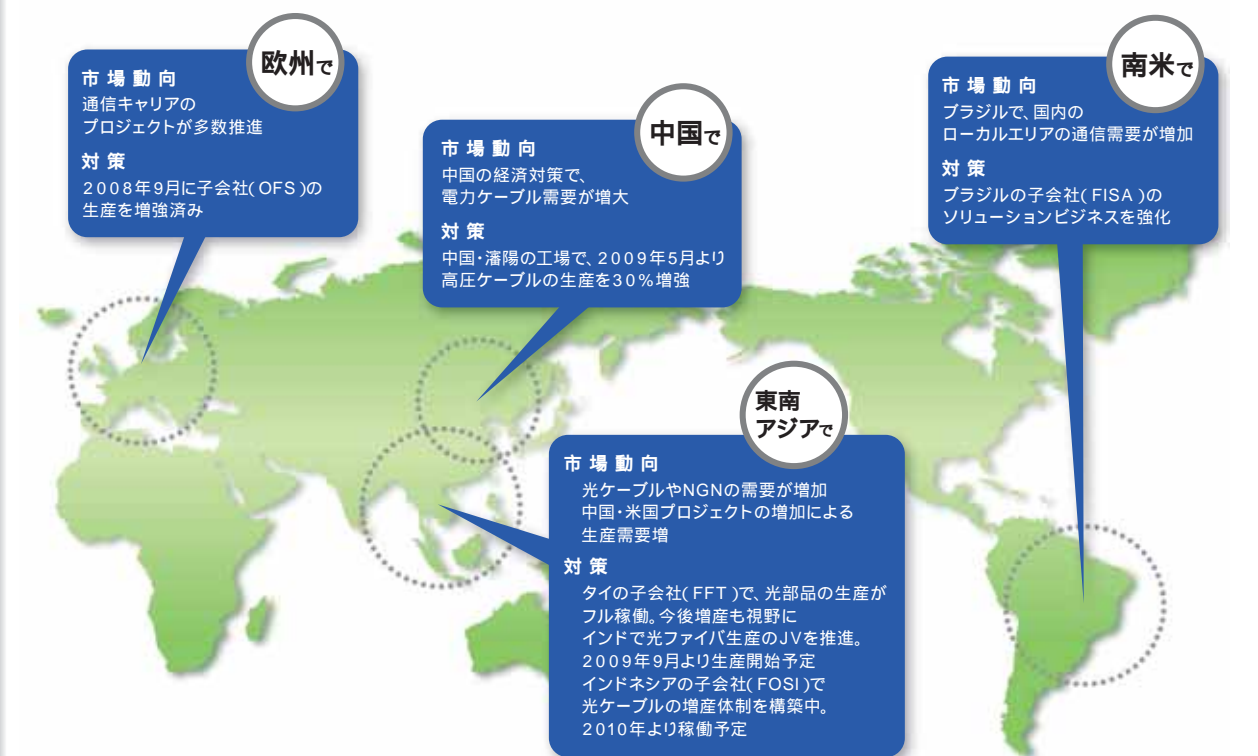 欧州で
市場動向
通信キャリアの
プロジェクトが多数推進
対策
2008年9月に子会社(OFS)の
生産を増強済み
中国で
市場動向
中国の経済対策で、
電力ケーブル需要が増大
対策
中国・瀋陽の工場で、2009年5月より
高圧ケーブルの生産を30%増強
南米で
市場動向
ブラジルで、国内の
ローカルエリアの通信需要が増加
対策
ブラジルの子会社(FISA)の
ソリューションビジネスを強化
東南
アジアで
市場動向
光ケーブルやNGNの需要が増加
中国・米国プロジェクトの増加による
生産需要増
対策
タイの子会社(FFT)で、光部品の生産が
フル稼働。今後増産も視野に
インドで光ファイバ生産のJVを推進。
2009年9月より生産開始予定
インドネシアの子会社(FOSI)で
光ケーブルの増産体制を構築中。
2010年より稼働予定